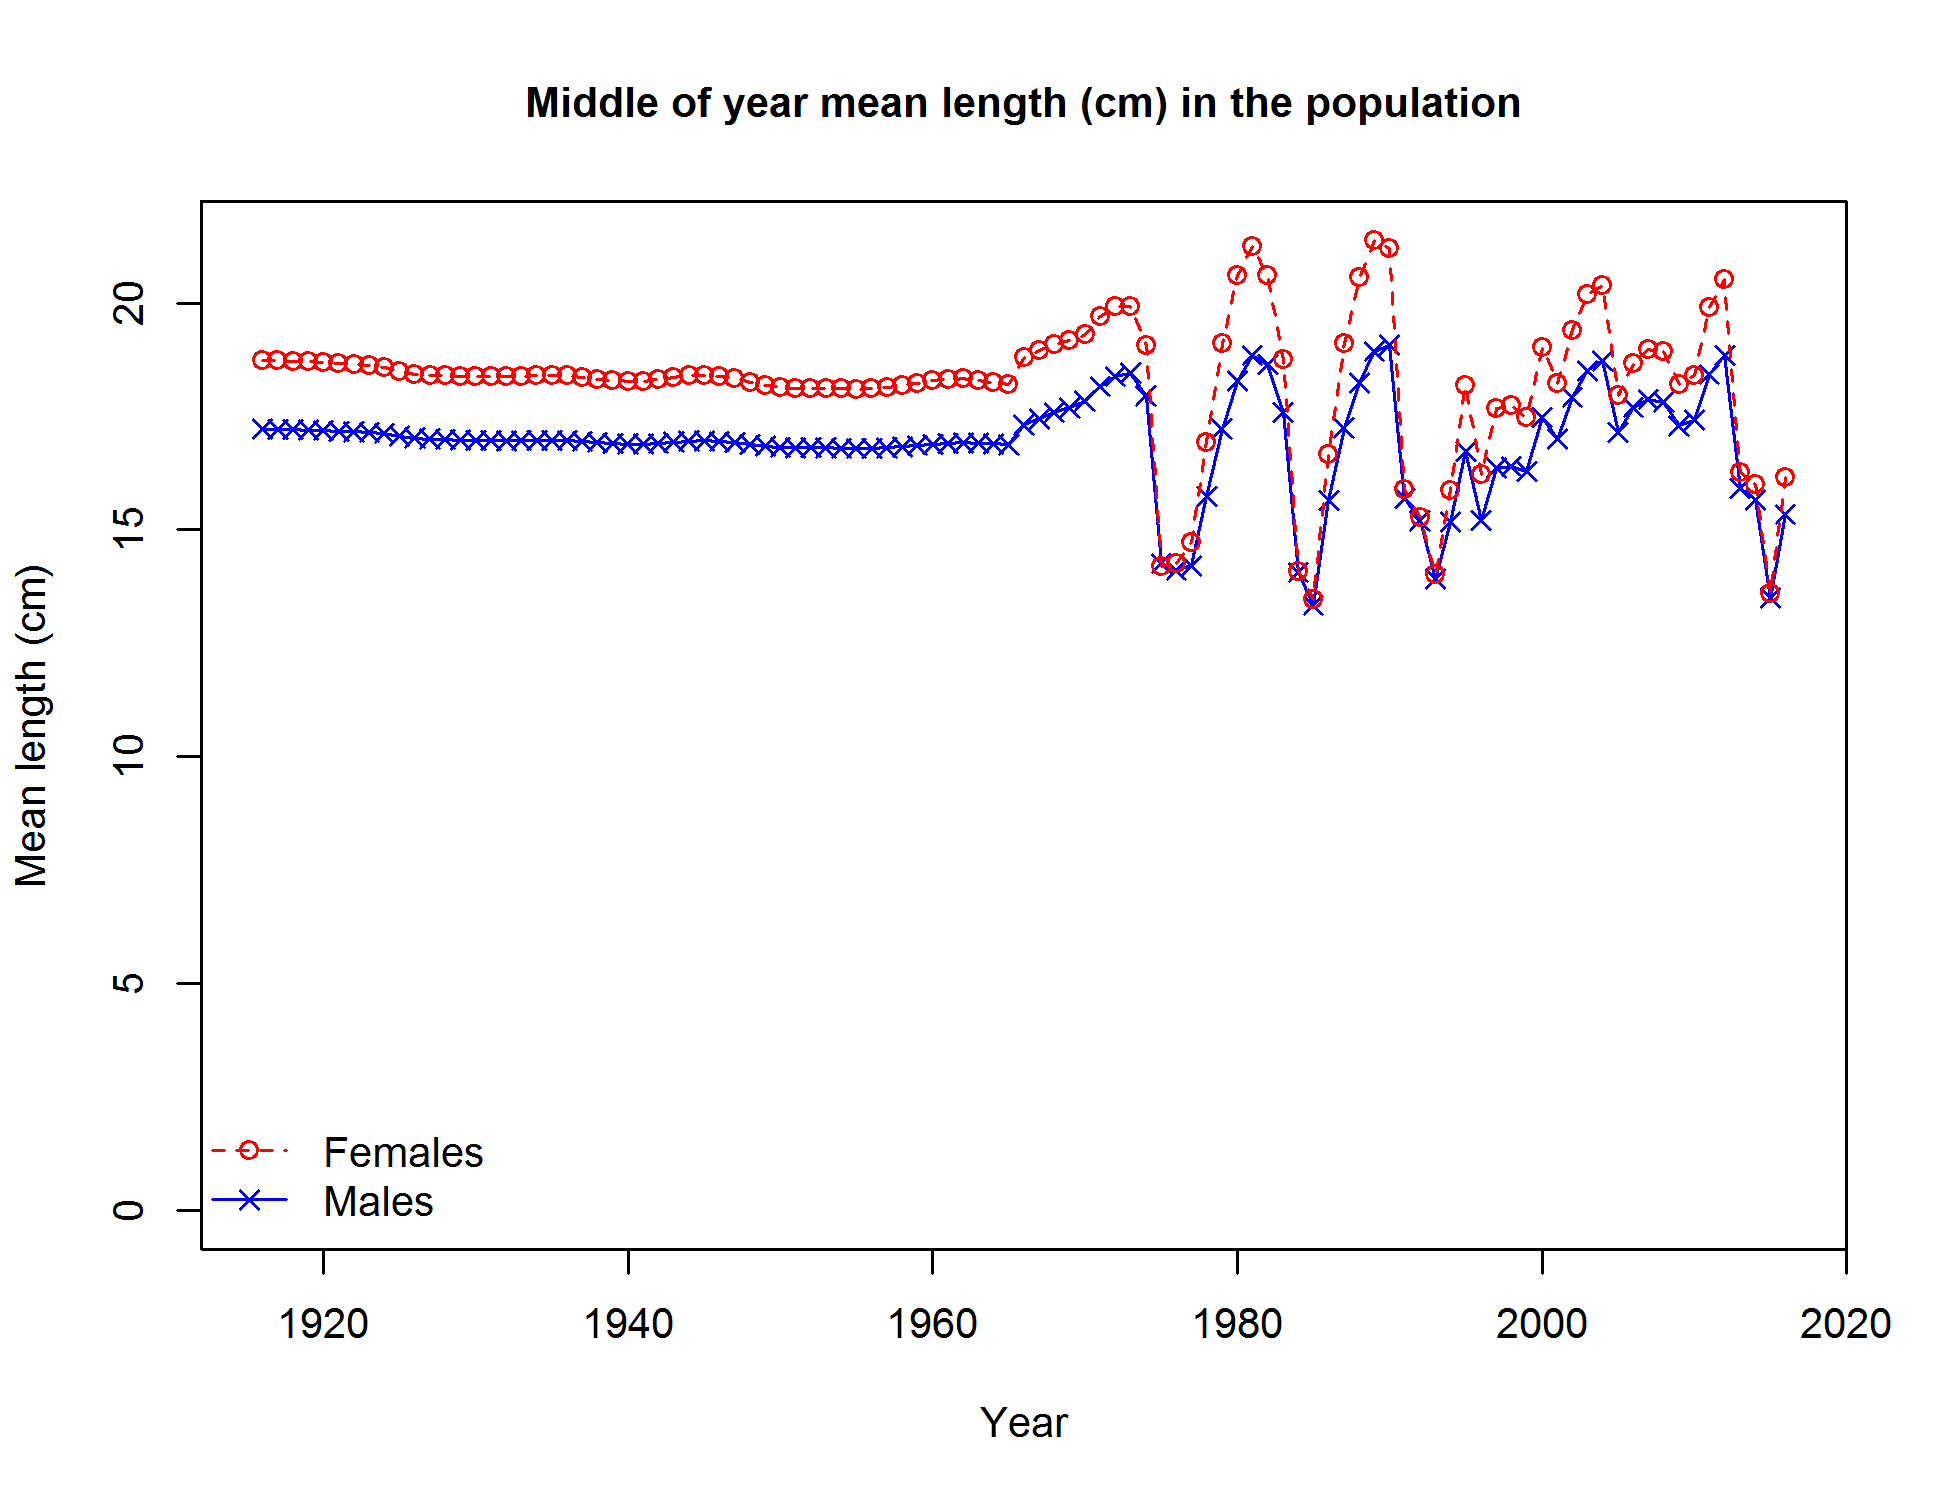 Middle of year mean length (cm) in the population
20
15
10
5
0
Mean length (cm)
Females
Males
1920 1940 1960 1980 2000 2020
Year